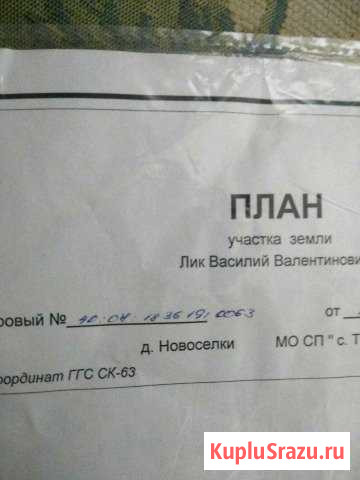 ПЛАН
участка земли
Лик Василий Валентинови
ровый № 40:04:183619:0063 от
д. Новоселки МО СП " с. Т
оординат ГГС СК-63
KupluSrazu.ru